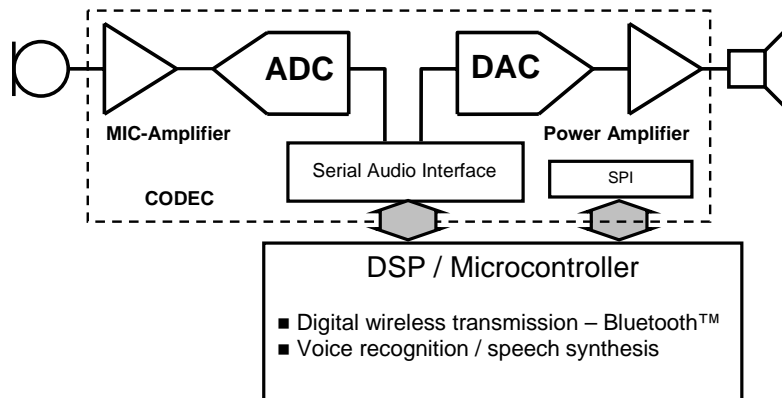 ADC
DAC
MIC-Amplifier
Power Amplifier
Serial Audio Interface
SPI
CODEC
DSP / Microcontroller
■ Digital wireless transmission – Bluetooth™
■ Voice recognition / speech synthesis